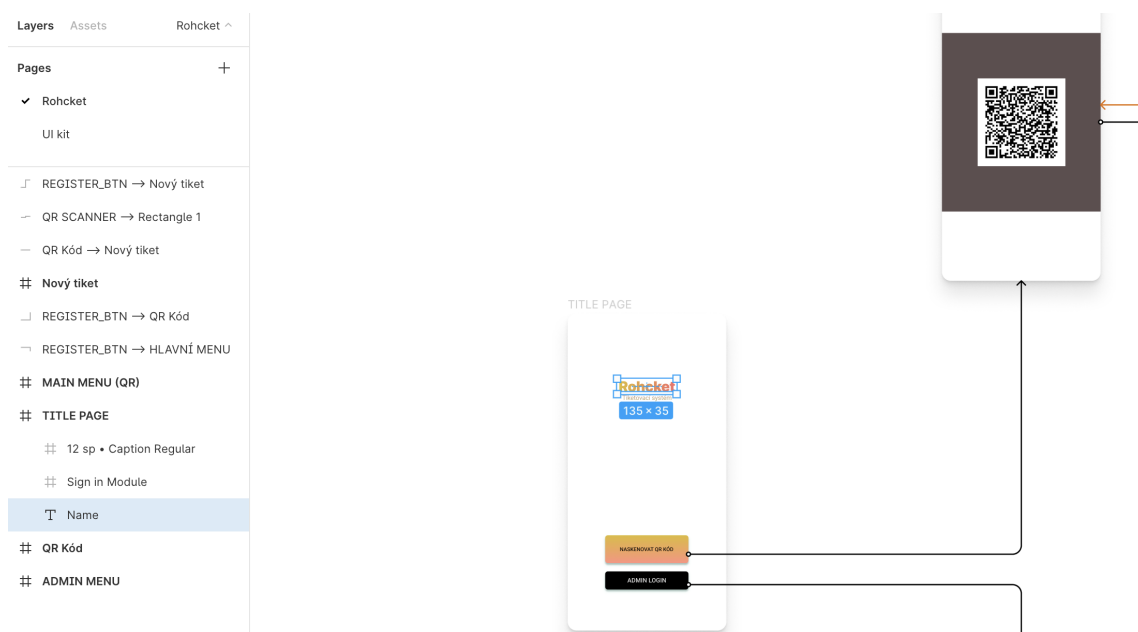 Layers Assets Rohcket
Pages
Rohcket
UI kit
REGISTER_BTN → Nový tiket
QR SCANNER → Rectangle 1
QR Kód → Nový tiket
Nový tiket
REGISTER_BTN → QR Kód
REGISTER_BTN → HLAVNÍ MENU
MAIN MENU (QR)
TITLE PAGE
12 sp • Caption Regular
Sign in Module
Name
QR Kód
ADMIN MENU
TITLE PAGE
Rohcket
Tiketovací systém
135 × 35
NASKENOVAT QR KÓD
ADMIN LOGIN